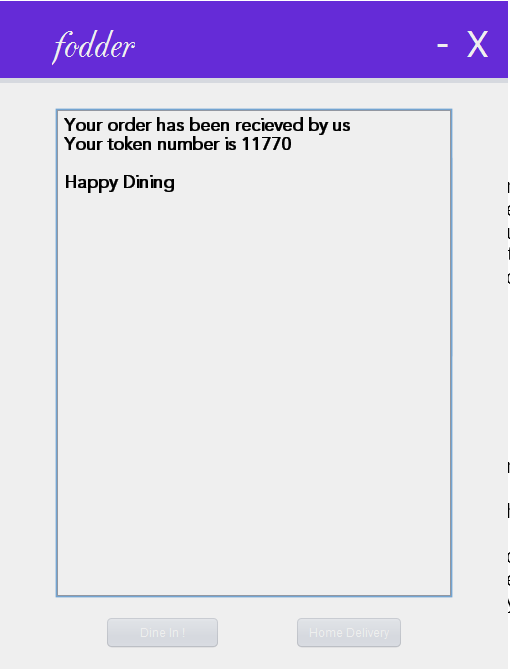 fodder
- X
Your order has been recieved by us
Your token number is 11770
Happy Dining
Dine In !
Home Delivery